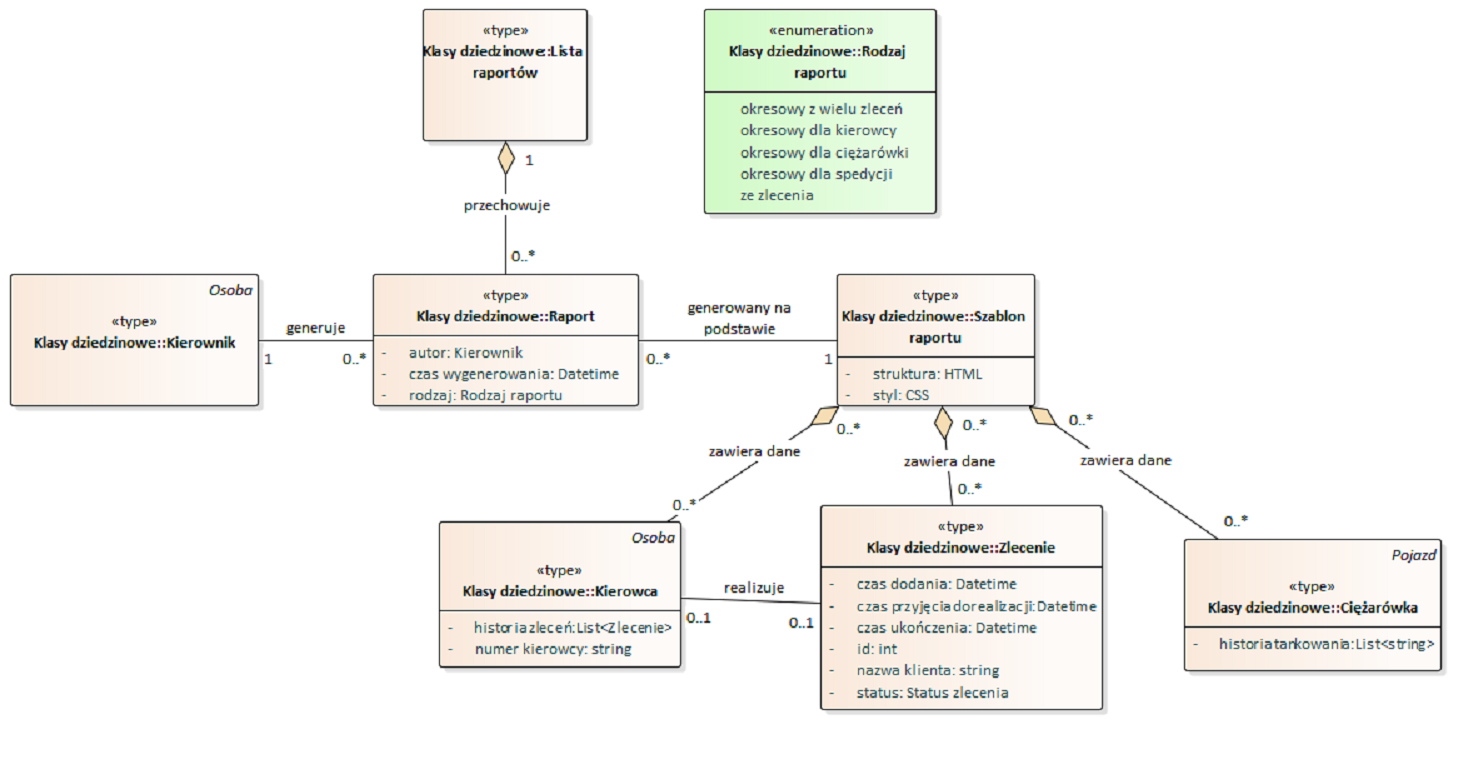 «type»
Klasy dziedzinowe::Lista
raportów
1
przechowuje
0..*
«enumeration»
Klasy dziedzinowe::Rodzaj
raportu
okresowy z wielu zleceń
okresowy dla kierowcy
okresowy dla ciężarówki
okresowy dla spedycji
ze zlecenia
Osoba
«type»
Klasy dziedzinowe::Kierownik
generuje
1
0..*
«type»
Klasy dziedzinowe::Raport
- autor: Kierownik
- czas wygenerowania: Datetime
- rodzaj: Rodzaj raportu
generowany na
podstawie
0..*
1
«type»
Klasy dziedzinowe::Szablon
raportu
- struktura: HTML
- styl: CSS
0..*
zawiera dane
0..*
0..*
zawiera dane
0..*
0..*
zawiera dane
0..*
Osoba
«type»
Klasy dziedzinowe::Kierowca
- historia zleceń: List<Zlecenie>
- numer kierowcy: string
realizuje
0..1
0..1
«type»
Klasy dziedzinowe::Zlecenie
- czas dodania: Datetime
- czas przyjęcia do realizacji: Datetime
- czas ukończenia: Datetime
- id: int
- nazwa klienta: string
- status: Status zlecenia
Pojazd
«type»
Klasy dziedzinowe::Ciężarówka
- historia tankowania: List<string>